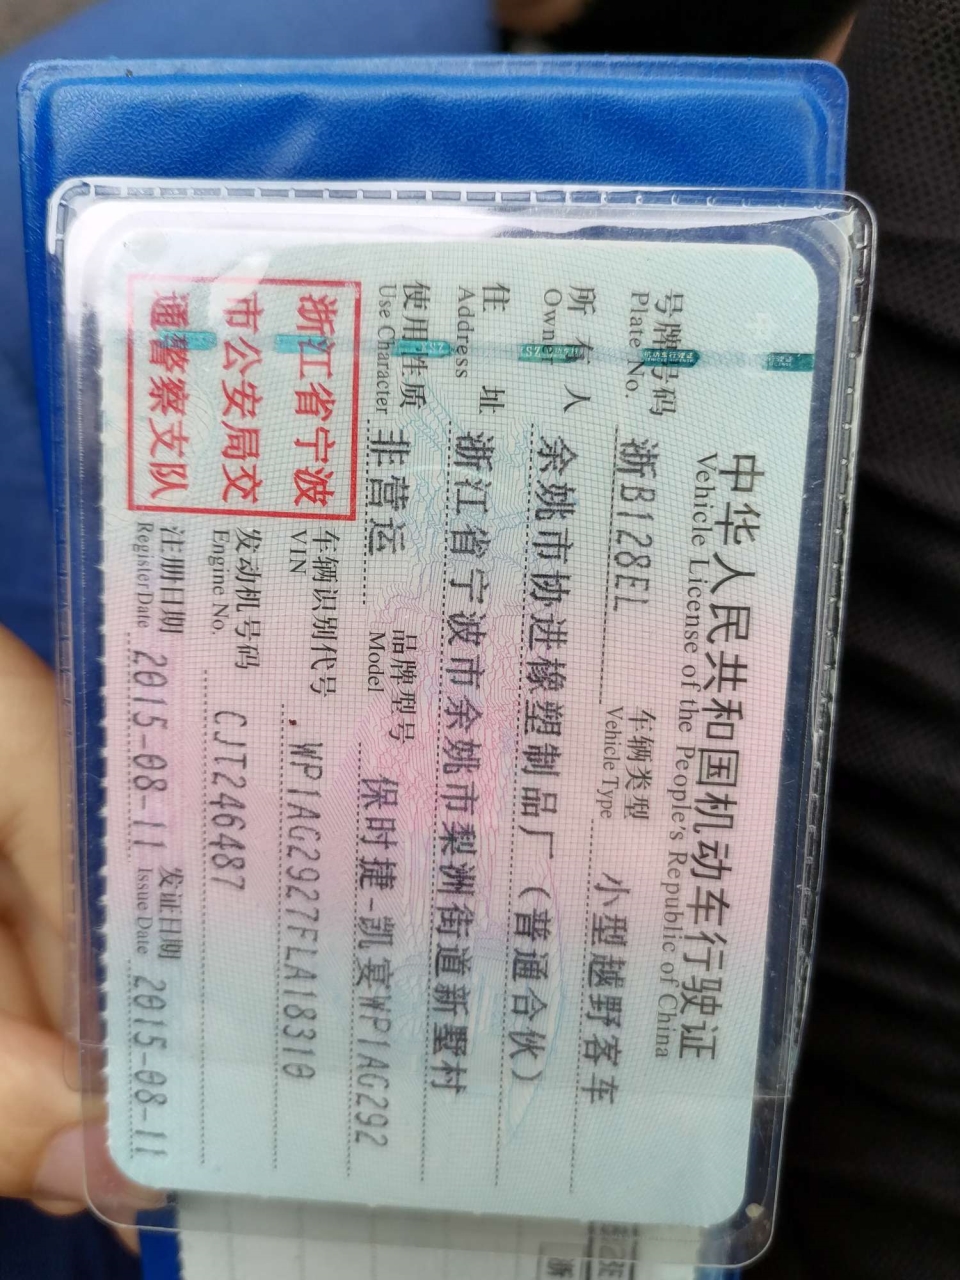 中华人民共和国机动车行驶证
Vehicle License of the People's Republic of China
号牌号码 浙B128EL 车辆类型 小型越野客车
Plate No. Vehicle Type
所有人 余姚市协进橡塑制品厂（普通合伙）
Owner
住址 浙江省宁波市余姚市梨洲街道新墅村
Address
使用性质 非营运 品牌型号 保时捷-凯宴WP1AG292
Use Character Model
浙江省宁波
市公安局交
通警察支队
车辆识别代号 WP1AG2927FLA18310
VIN
发动机号码 CJT246487
Engine No.
注册日期 2015-08-11 发证日期 2015-08-11
Register Date Issue Date
浙